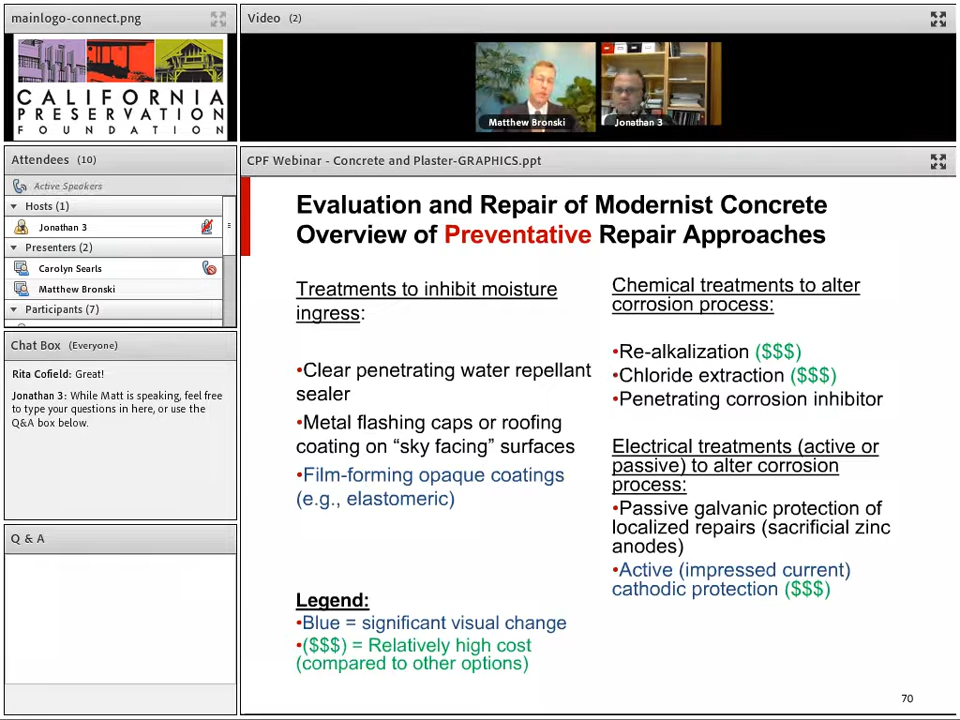 mainlogo-connect.png
CALIFORNIA
PRESERVATION
FOUNDATION
Video (2)
Matthew Bronski
Jonathan 3
Attendees (10)
Active Speakers
Hosts (1)
Jonathan 3
Presenters (2)
Carolyn Searls
Matthew Bronski
Participants (7)
Chat Box (Everyone)
Rita Cofield: Great!
Jonathan 3: While Matt is speaking, feel free
to type your questions in here, or use the
Q&A box below.
Q & A
CPF Webinar - Concrete and Plaster-GRAPHICS.ppt
Evaluation and Repair of Modernist Concrete
Overview of Preventative Repair Approaches
Treatments to inhibit moisture
ingress:
•Clear penetrating water repellant
sealer
•Metal flashing caps or roofing
coating on “sky facing” surfaces
•Film-forming opaque coatings
(e.g., elastomeric)
Legend:
•Blue = significant visual change
•($$$) = Relatively high cost
(compared to other options)
Chemical treatments to alter
corrosion process:
•Re-alkalization ($$$)
•Chloride extraction ($$$)
•Penetrating corrosion inhibitor
Electrical treatments (active or
passive) to alter corrosion
process:
•Passive galvanic protection of
localized repairs (sacrificial zinc
anodes)
•Active (impressed current)
cathodic protection ($$$)
70